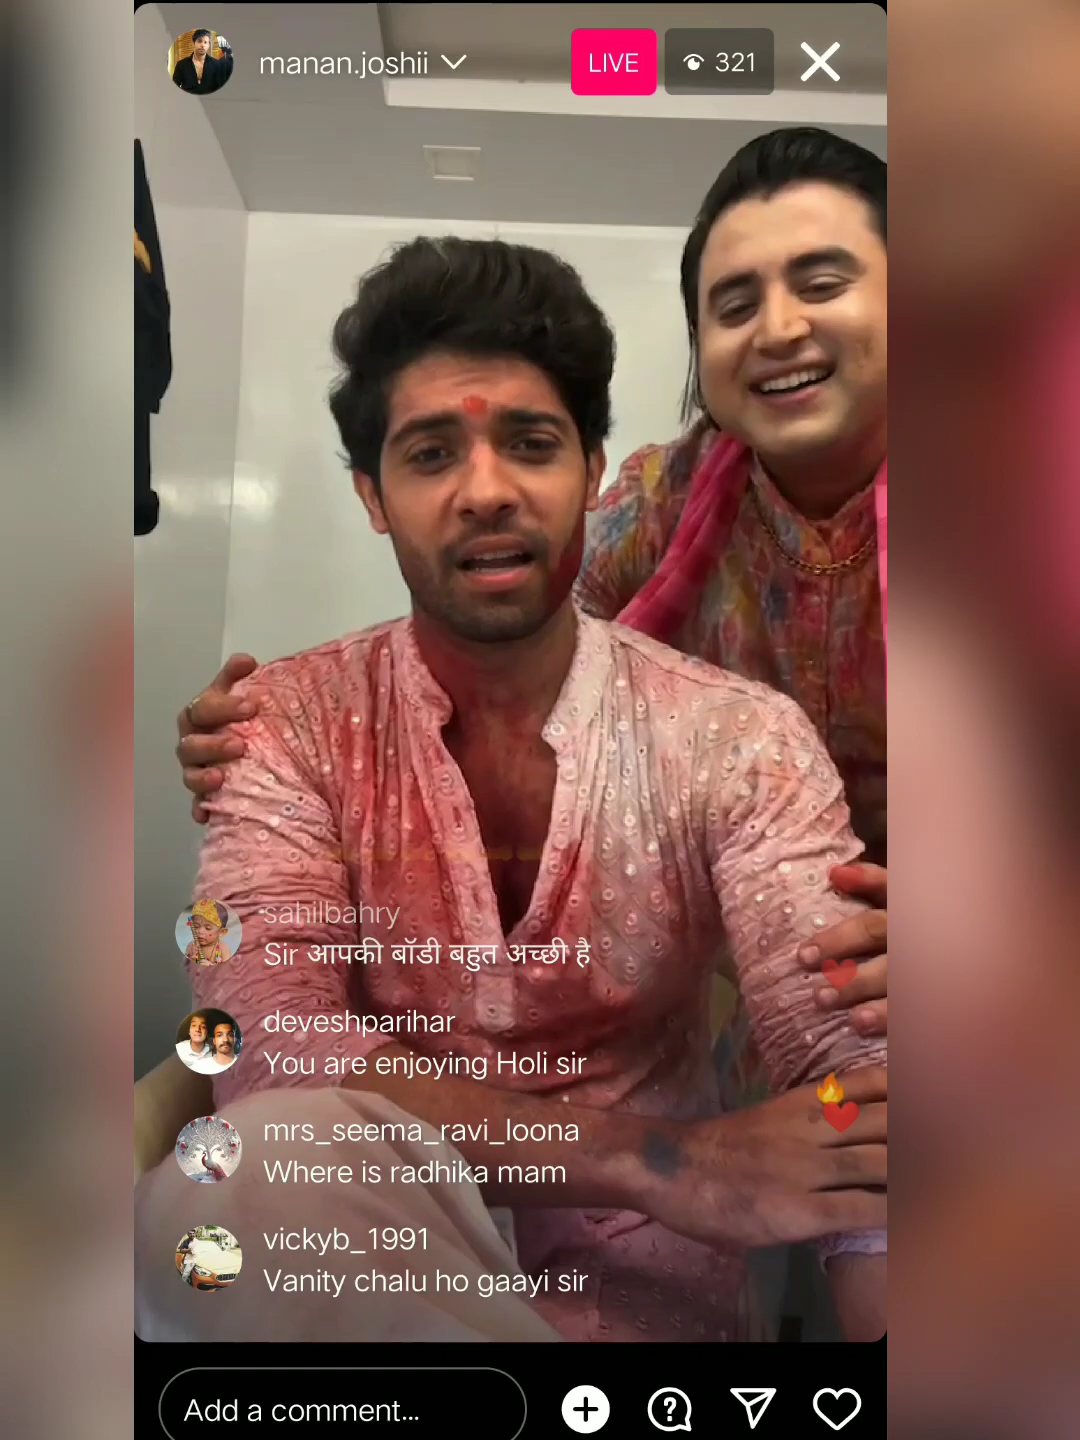 manan.joshii
LIVE
321
sahilbahry
Sir आपकी बॉडी बहुत अच्छी है
deveshparihar
You are enjoying Holi sir
mrs_seema_ravi_loona
Where is radhika mam
vickyb_1991
Vanity chalu ho gaayi sir
Add a comment...